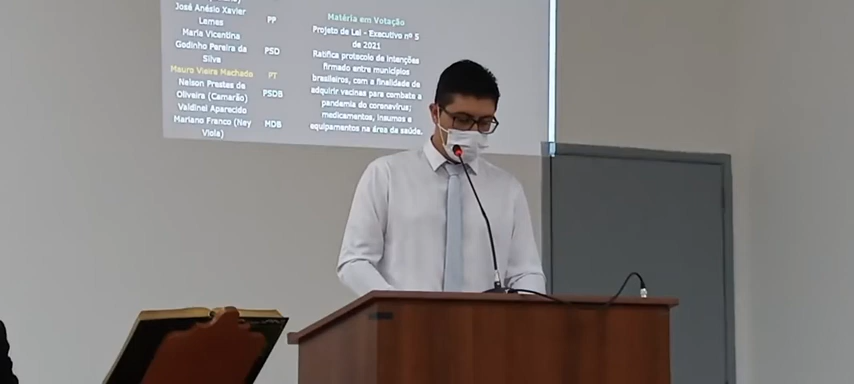 José Anésio Xavier
Lemes
PP
Maria Vicentina
Godinho Pereira da
Silva
PSD
Mauro Vieira Machado
PT
Nelson Prestes de
Oliveira (Camarão)
PSDB
Valdinei Aparecido
Mariano Franco (Ney
Viola)
MDB
Matéria em Votação
Projeto de Lei - Executivo nº 5
de 2021
Ratifica protocolo de intenções
firmado entre municípios
brasileiros, com a finalidade de
adquirir vacinas para combate a
pandemia do coronavírus;
medicamentos, insumos e
equipamentos na área da saúde.